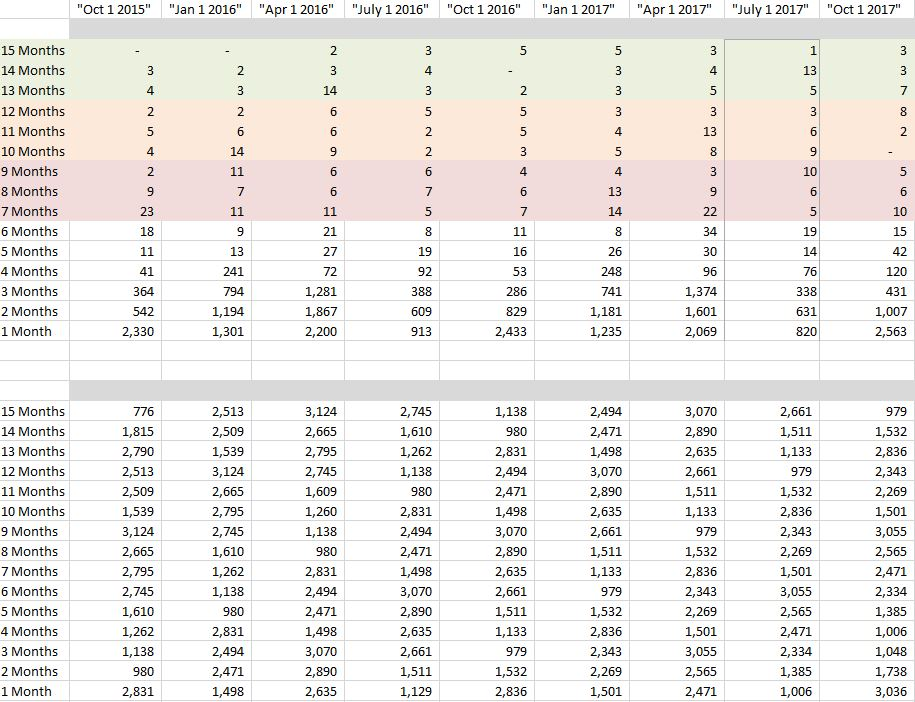 "Oct 1 2015" "Jan 1 2016" "Apr 1 2016" "July 1 2016" "Oct 1 2016" "Jan 1 2017" "Apr 1 2017" "July 1 2017" "Oct 1 2017"
15 Months - - 2 3 5 5 3 1 3
14 Months 3 2 3 4 - 3 4 13 3
13 Months 4 3 14 3 2 3 5 5 7
12 Months 2 2 6 5 5 3 3 3 8
11 Months 5 6 6 2 5 4 13 6 2
10 Months 4 14 9 2 3 5 8 9 -
9 Months 2 11 6 6 4 4 3 10 5
8 Months 9 7 6 7 6 13 9 6 6
7 Months 23 11 11 5 7 14 22 5 10
6 Months 18 9 21 8 11 8 34 19 15
5 Months 11 13 27 19 16 26 30 14 42
4 Months 41 241 72 92 53 248 96 76 120
3 Months 364 794 1,281 388 286 741 1,374 338 431
2 Months 542 1,194 1,867 609 829 1,181 1,601 631 1,007
1 Month 2,330 1,301 2,200 913 2,433 1,235 2,069 820 2,563
15 Months 776 2,513 3,124 2,745 1,138 2,494 3,070 2,661 979
14 Months 1,815 2,509 2,665 1,610 980 2,471 2,890 1,511 1,532
13 Months 2,790 1,539 2,795 1,262 2,831 1,498 2,635 1,133 2,836
12 Months 2,513 3,124 2,745 1,138 2,494 3,070 2,661 979 2,343
11 Months 2,509 2,665 1,609 980 2,471 2,890 1,511 1,532 2,269
10 Months 1,539 2,795 1,260 2,831 1,498 2,635 1,133 2,836 1,501
9 Months 3,124 2,745 1,138 2,494 3,070 2,661 979 2,343 3,055
8 Months 2,665 1,610 980 2,471 2,890 1,511 1,532 2,269 2,565
7 Months 2,795 1,262 2,831 1,498 2,635 1,133 2,836 1,501 2,471
6 Months 2,745 1,138 2,494 3,070 2,661 979 2,343 3,055 2,334
5 Months 1,610 980 2,471 2,890 1,511 1,532 2,269 2,565 1,385
4 Months 1,262 2,831 1,498 2,635 1,133 2,836 1,501 2,471 1,006
3 Months 1,138 2,494 3,070 2,661 979 2,343 3,055 2,334 1,048
2 Months 980 2,471 2,890 1,511 1,532 2,269 2,565 1,385 1,738
1 Month 2,831 1,498 2,635 1,129 2,836 1,501 2,471 1,006 3,036